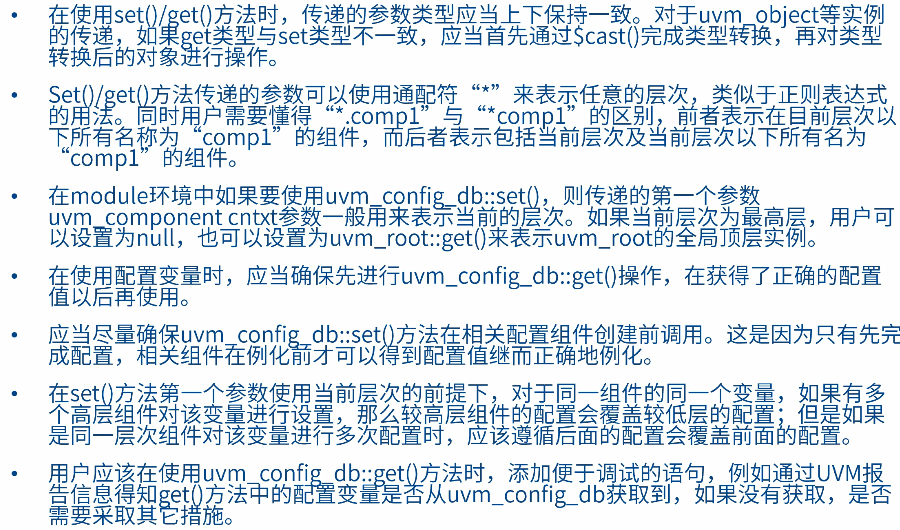 • 在使用set()/get()方法时，传递的参数类型应当上下保持一致。对于uvm_object等实例
的传递，如果get类型与set类型不一致，应当首先通过$cast()完成类型转换，再对类型
转换后的对象进行操作。
• Set()/get()方法传递的参数可以使用通配符“*”来表示任意的层次，类似于正则表达式
的用法。同时用户需要懂得“*.comp1”与“*comp1”的区别，前者表示在目前层次以
下所有名称为“comp1”的组件，而后者表示包括当前层次及当前层次以下所有名为
“comp1”的组件。
• 在module环境中如果要使用uvm_config_db::set()，则传递的第一个参数
uvm_component cntxt参数一般用来表示当前的层次。如果当前层次为最高层，用户可
以设置为null，也可以设置为uvm_root::get()来表示uvm_root的全局顶层实例。
• 在使用配置变量时，应当确保先进行uvm_config_db::get()操作，在获得了正确的配置
值以后再使用。
• 应当尽量确保uvm_config_db::set()方法在相关配置组件创建前调用。这是因为只有先完
成配置，相关组件在例化前才可以得到配置值继而正确地例化。
• 在set()方法第一个参数使用当前层次的前提下，对于同一组件的同一个变量，如果有多
个高层组件对该变量进行设置，那么较高层组件的配置会覆盖较低层的配置；但是如果
是同一层次组件对该变量进行多次配置时，应该遵循后面的配置会覆盖前面的配置。
• 用户应该在使用uvm_config_db::get()方法时，添加便于调试的语句，例如通过UVM报
告信息得知get()方法中的配置变量是否从uvm_config_db获取到，如果没有获取，是否
需要采取其它措施。